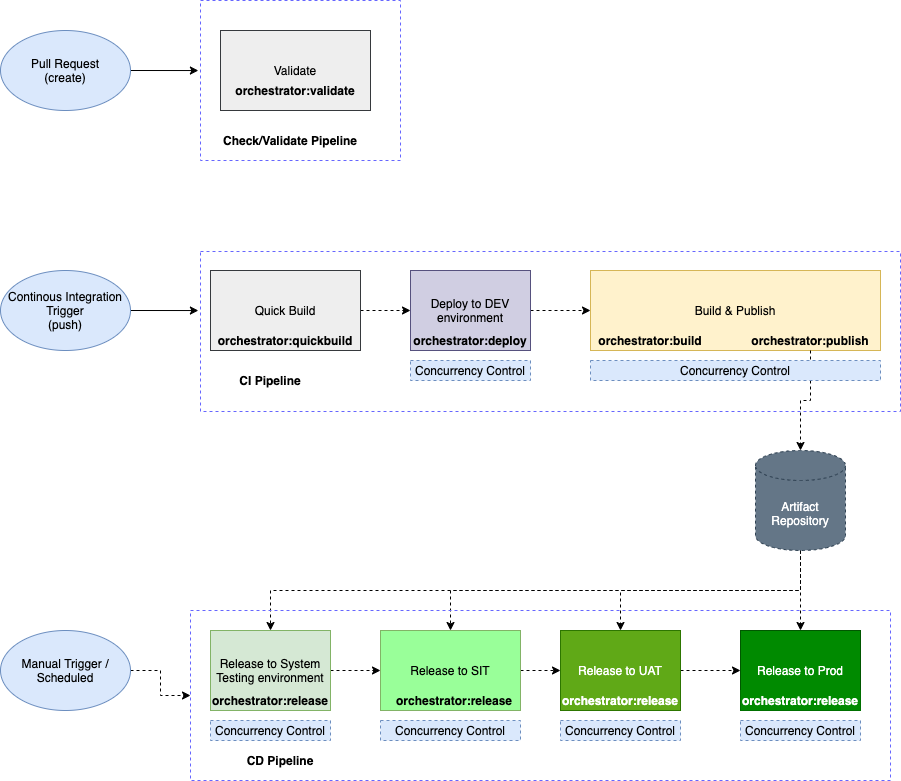 Pull Request
(create)
Validate
orchestrator:validate
Check/Validate Pipeline
Continous Integration
Trigger
(push)
Quick Build
orchestrator:quickbuild
Deploy to DEV
environment
orchestrator:deploy
Build & Publish
orchestrator:build
orchestrator:publish
Concurrency Control
Concurrency Control
CI Pipeline
Artifact
Repository
Manual Trigger /
Scheduled
Release to System
Testing environment
orchestrator:release
Release to SIT
orchestrator:release
Release to UAT
orchestrator:release
Release to Prod
orchestrator:release
Concurrency Control
Concurrency Control
Concurrency Control
Concurrency Control
CD Pipeline